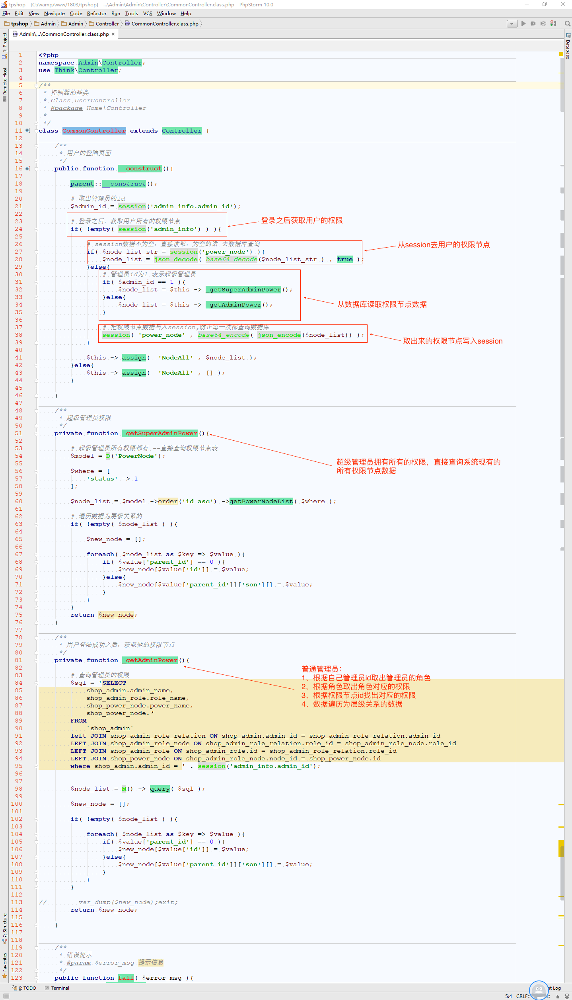 tpshop - [C:/wamp/www/1803/tpshop] - ...\Admin\Admin\Controller\CommonController.class.php - PhpStorm 10.0
File Edit View Navigate Code Refactor Run Tools VCS Window Help
tpshop Admin Admin Controller CommonController.class.php
Admin\...\CommonController.class.php
1: Project
Remote Host
Database
1 <?php
2 namespace Admin\Controller;
3 use Think\Controller;
4
5 /**
6 * 控制器的基类
7 * Class UserController
8 * @package Home\Controller
9 *
10 */
11 class CommonController extends Controller {
12
13 /**
14 * 用户的登陆页面
15 */
16 public function __construct(){
17
18 parent::__construct();
19
20 # 取出管理员的id
21 $admin_id = session('admin_info.admin_id');
22
23 # 登录之后，获取用户所有的权限节点
登录之后获取用户的权限
24 if( !empty( session('admin_info') ) ){
25
26 # session数据不为空，直接读取，为空的话 去数据库查询
从session去用户的权限节点
27 if( $node_list_str = session('power_node') ){
28 $node_list = json_decode( base64_decode($node_list_str ) , true );
29 }else{
30 # 管理员id为1 表示超级管理员
31 if( $admin_id == 1 ){
32 $node_list = $this -> _getSuperAdminPower();
33 }else{
34 $node_list = $this -> _getAdminPower();
从数据库读取权限节点数据
35 }
36
37 # 把权限节点数据写入session,防止每一次都查询数据库
38 session( 'power_node' , base64_encode( json_encode($node_list)) );
取出来的权限节点写入session
39 }
40
41 $this -> assign( 'NodeAll' , $node_list );
42 }else{
43 $this -> assign( 'NodeAll' , [] );
44 }
45
46 }
47
48 /**
49 * 超级管理员权限
50 */
51 private function _getSuperAdminPower(){
52
53 # 超级管理员所有权限都有 --直接查询权限节点表
54 $model = D('PowerNode');
55
超级管理员拥有所有的权限，直接查询系统现有的
所有权限节点数据
56 $where = [
57 'status' => 1
58 ];
59
60 $node_list = $model ->order('id asc') ->getPowerNodeList( $where );
61
62 # 遍历数据为层级关系的
63 if( !empty( $node_list ) ){
64
65 $new_node = [];
66
67 foreach( $node_list as $key => $value ){
68 if( $value['parent_id'] == 0 ){
69 $new_node[$value['id']] = $value;
70 }else{
71 $new_node[$value['parent_id']]['son'][] = $value;
72 }
73 }
74 }
75 return $new_node;
76 }
77
78 /**
79 * 用户登陆成功之后，获取他的权限节点
80 */
81 private function _getAdminPower(){
82
普通管理员：
1、根据自己管理员id取出管理员的角色
2、根据角色取出角色对应的权限
3、根据权限节点id找出对应的权限
4、数据遍历为层级关系的数据
83 # 查询管理员的权限
84 $sql = 'SELECT
85 shop_admin.admin_name,
86 shop_admin_role.role_name,
87 shop_power_node.power_name,
88 shop_power_node.*
89 FROM
90 `shop_admin`
91 left JOIN shop_admin_role_relation ON shop_admin.admin_id = shop_admin_role_relation.admin_id
92 LEFT JOIN shop_admin_role_node ON shop_admin_role_relation.role_id = shop_admin_role_node.role_id
93 LEFT JOIN shop_admin_role ON shop_admin_role.id = shop_admin_role_relation.role_id
94 LEFT JOIN shop_power_node ON shop_admin_role_node.node_id = shop_power_node.id
95 where shop_admin.admin_id = ' . session('admin_info.admin_id');
96
97
98 $node_list = M() -> query( $sql );
99
100 $new_node = [];
101
102 if( !empty( $node_list ) ){
103
104 foreach( $node_list as $key => $value ){
105 if( $value['parent_id'] == 0 ){
106 $new_node[$value['id']] = $value;
107 }else{
108 $new_node[$value['parent_id']]['son'][] = $value;
109 }
110 }
111 }
112
113 // var_dump($new_node);exit;
114 return $new_node;
115
116 }
117
118
119 /**
120 * 错误提示
121 * @param $error_msg 提示信息
122 */
123 public function fail( $error_msg ){
7: Structure
Favorites
6: TODO Terminal nt Log
5:4 CRLF